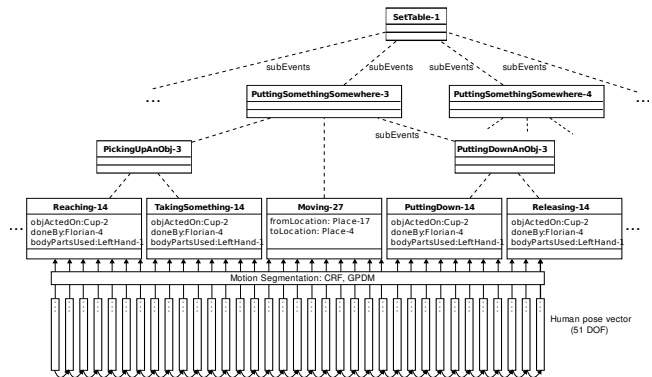 SetTable-1
subEvents
subEvents
subEvents
subEvents
PuttingSomethingSomewhere-3
PuttingSomethingSomewhere-4
...
...
subEvents
PickingUpAnObj-3
PuttingDownAnObj-3
Reaching-14
objActedOn:Cup-2
doneBy:Florian-4
bodyPartsUsed:LeftHand-1
TakingSomething-14
objActedOn:Cup-2
doneBy:Florian-4
bodyPartsUsed:LeftHand-1
Moving-27
fromLocation: Place-17
toLocation: Place-4
PuttingDown-14
objActedOn:Cup-2
doneBy:Florian-4
bodyPartsUsed:LeftHand-1
Releasing-14
objActedOn:Cup-2
doneBy:Florian-4
bodyPartsUsed:LeftHand-1
...
...
Motion Segmentation: CRF, GPDM
Human pose vector
(51 DOF)